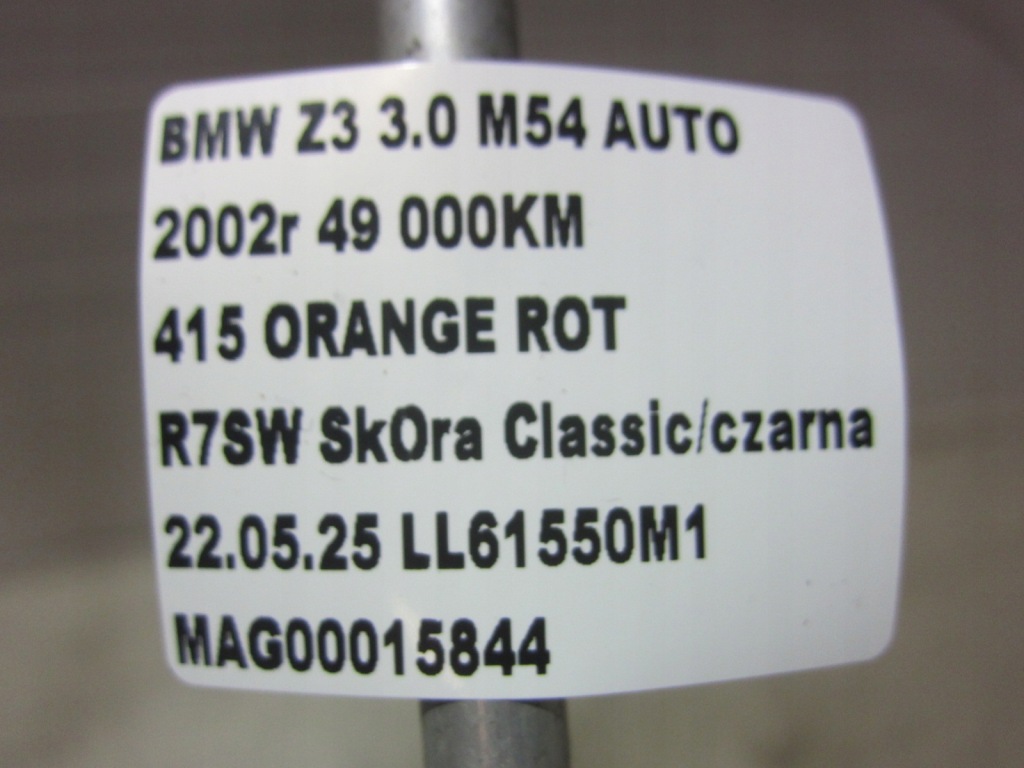 BMW Z3 3.0 M54 AUTO
2002r 49 000KM
415 ORANGE ROT
R7SW SkOra Classic/czarna
22.05.25 LL61550M1
MAG00015844